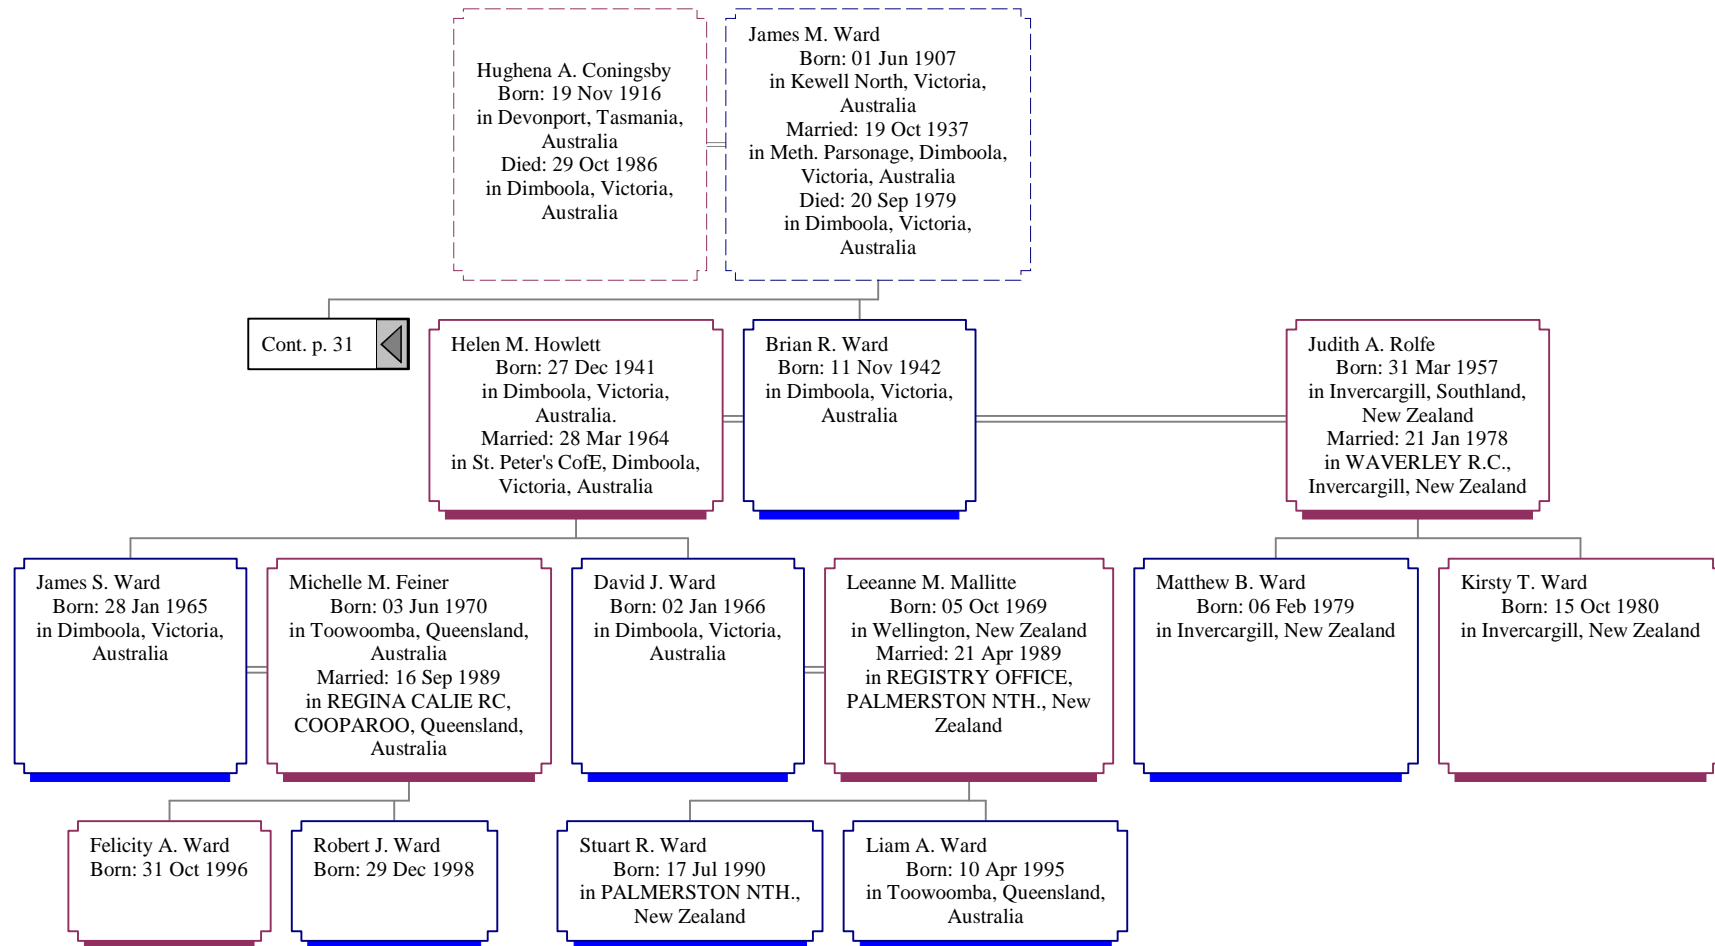 Hughena A. Coningsby
Born: 19 Nov 1916
in Devonport, Tasmania,
Australia
Died: 29 Oct 1986
in Dimboola, Victoria,
Australia
James M. Ward
Born: 01 Jun 1907
in Kewell North, Victoria,
Australia
Married: 19 Oct 1937
in Meth. Parsonage, Dimboola,
Victoria, Australia
Died: 20 Sep 1979
in Dimboola, Victoria,
Australia
Cont. p. 31
Helen M. Howlett
Born: 27 Dec 1941
in Dimboola, Victoria,
Australia.
Married: 28 Mar 1964
in St. Peter's CofE, Dimboola,
Victoria, Australia
Brian R. Ward
Born: 11 Nov 1942
in Dimboola, Victoria,
Australia
Judith A. Rolfe
Born: 31 Mar 1957
in Invercargill, Southland,
New Zealand
Married: 21 Jan 1978
in WAVERLEY R.C.,
Invercargill, New Zealand
James S. Ward
Born: 28 Jan 1965
in Dimboola, Victoria,
Australia
Michelle M. Feiner
Born: 03 Jun 1970
in Toowoomba, Queensland,
Australia
Married: 16 Sep 1989
in REGINA CALIE RC,
COOPAROO, Queensland,
Australia
David J. Ward
Born: 02 Jan 1966
in Dimboola, Victoria,
Australia
Leeanne M. Mallitte
Born: 05 Oct 1969
in Wellington, New Zealand
Married: 21 Apr 1989
in REGISTRY OFFICE,
PALMERSTON NTH., New
Zealand
Matthew B. Ward
Born: 06 Feb 1979
in Invercargill, New Zealand
Kirsty T. Ward
Born: 15 Oct 1980
in Invercargill, New Zealand
Felicity A. Ward
Born: 31 Oct 1996
Robert J. Ward
Born: 29 Dec 1998
Stuart R. Ward
Born: 17 Jul 1990
in PALMERSTON NTH.,
New Zealand
Liam A. Ward
Born: 10 Apr 1995
in Toowoomba, Queensland,
Australia